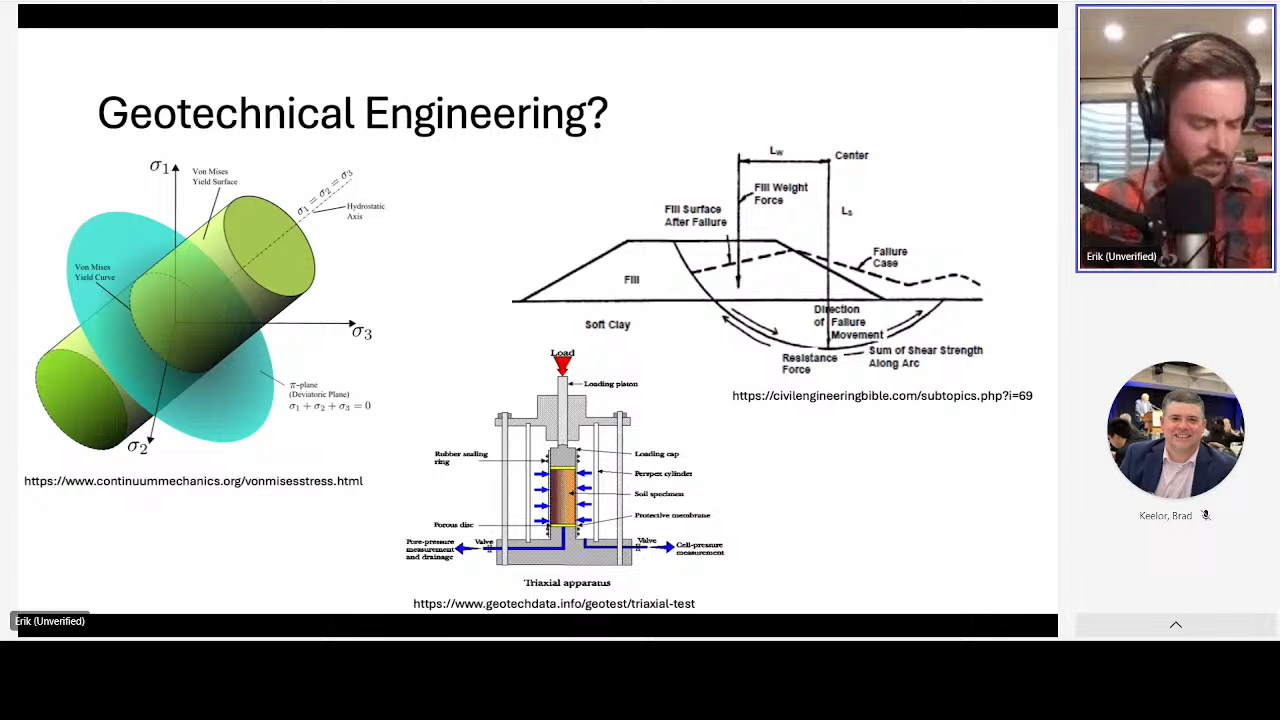 Geotechnical Engineering?
σ1
Von Mises
Yield Surface
σ1 = σ2 = σ3
Hydrostatic
Axis
Von Mises
Yield Curve
σ3
π-plane
(Deviatoric Plane)
σ1 + σ2 + σ3 = 0
σ2
https://www.continuummechanics.org/vonmisesstress.html
Lw
Center
Fill Weight
Force
Ls
Fill Surface
After Failure
Failure
Case
Fill
Soft Clay
Direction
of Failure
Movement
Resistance
Force
Sum of Shear Strength
Along Arc
https://civilengineeringbible.com/subtopics.php?i=69
Load
Loading piston
Rubber sealing
ring
Loading cap
Perspex cylinder
Soil specimen
Protective membrane
Porous disc
Pore-pressure
measurement
and drainage
Valve
Valve
Cell-pressure
measurement
Triaxial apparatus
https://www.geotechdata.info/geotest/triaxial-test
Erik (Unverified)
Erik (Unverified)
Keelor, Brad